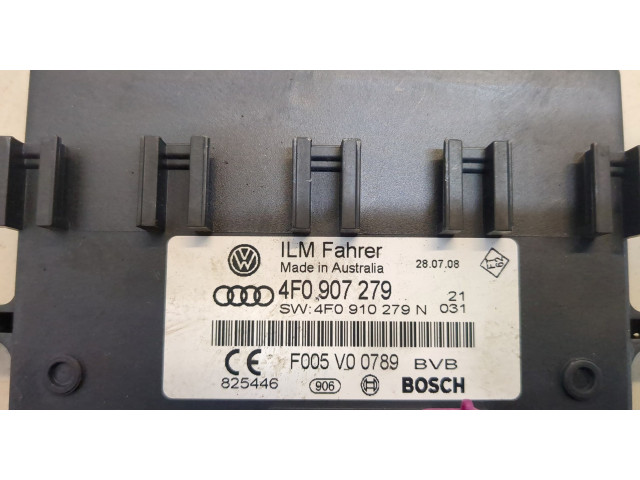 ILM Fahrer
Made in Australia
28.07.08
4F0 907 279
21
SW: 4F0 910 279 N 031
F005 V0 0789 BVB
825446
906
BOSCH